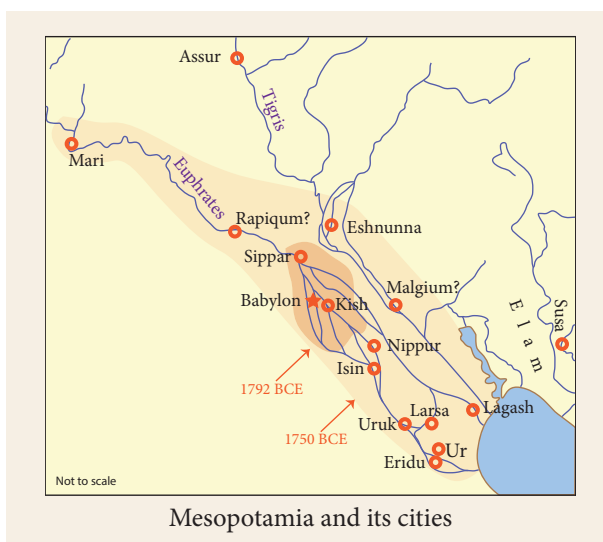 Assur
Tigris
Mari
Euphrates
Rapiqum?
Eshnunna
Sippar
Malgium?
Babylon
Kish
Elam
Susa
Nippur
Isin
1792 BCE
Larsa
Lagash
Uruk
1750 BCE
Ur
Eridu
Not to scale
Mesopotamia and its cities